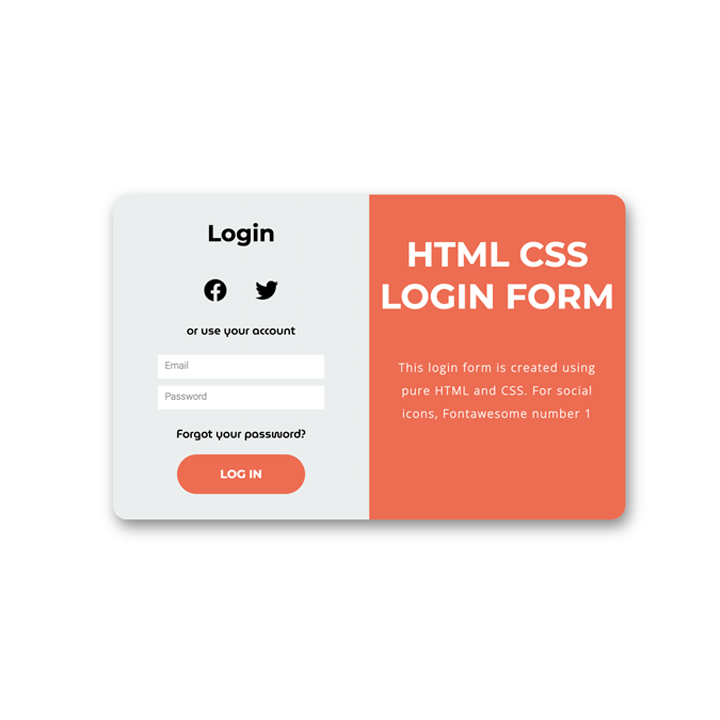 Login
or use your account
Email
Password
Forgot your password?
LOG IN
HTML CSS
LOGIN FORM
This login form is created using
pure HTML and CSS. For social
icons, Fontawesome number 1